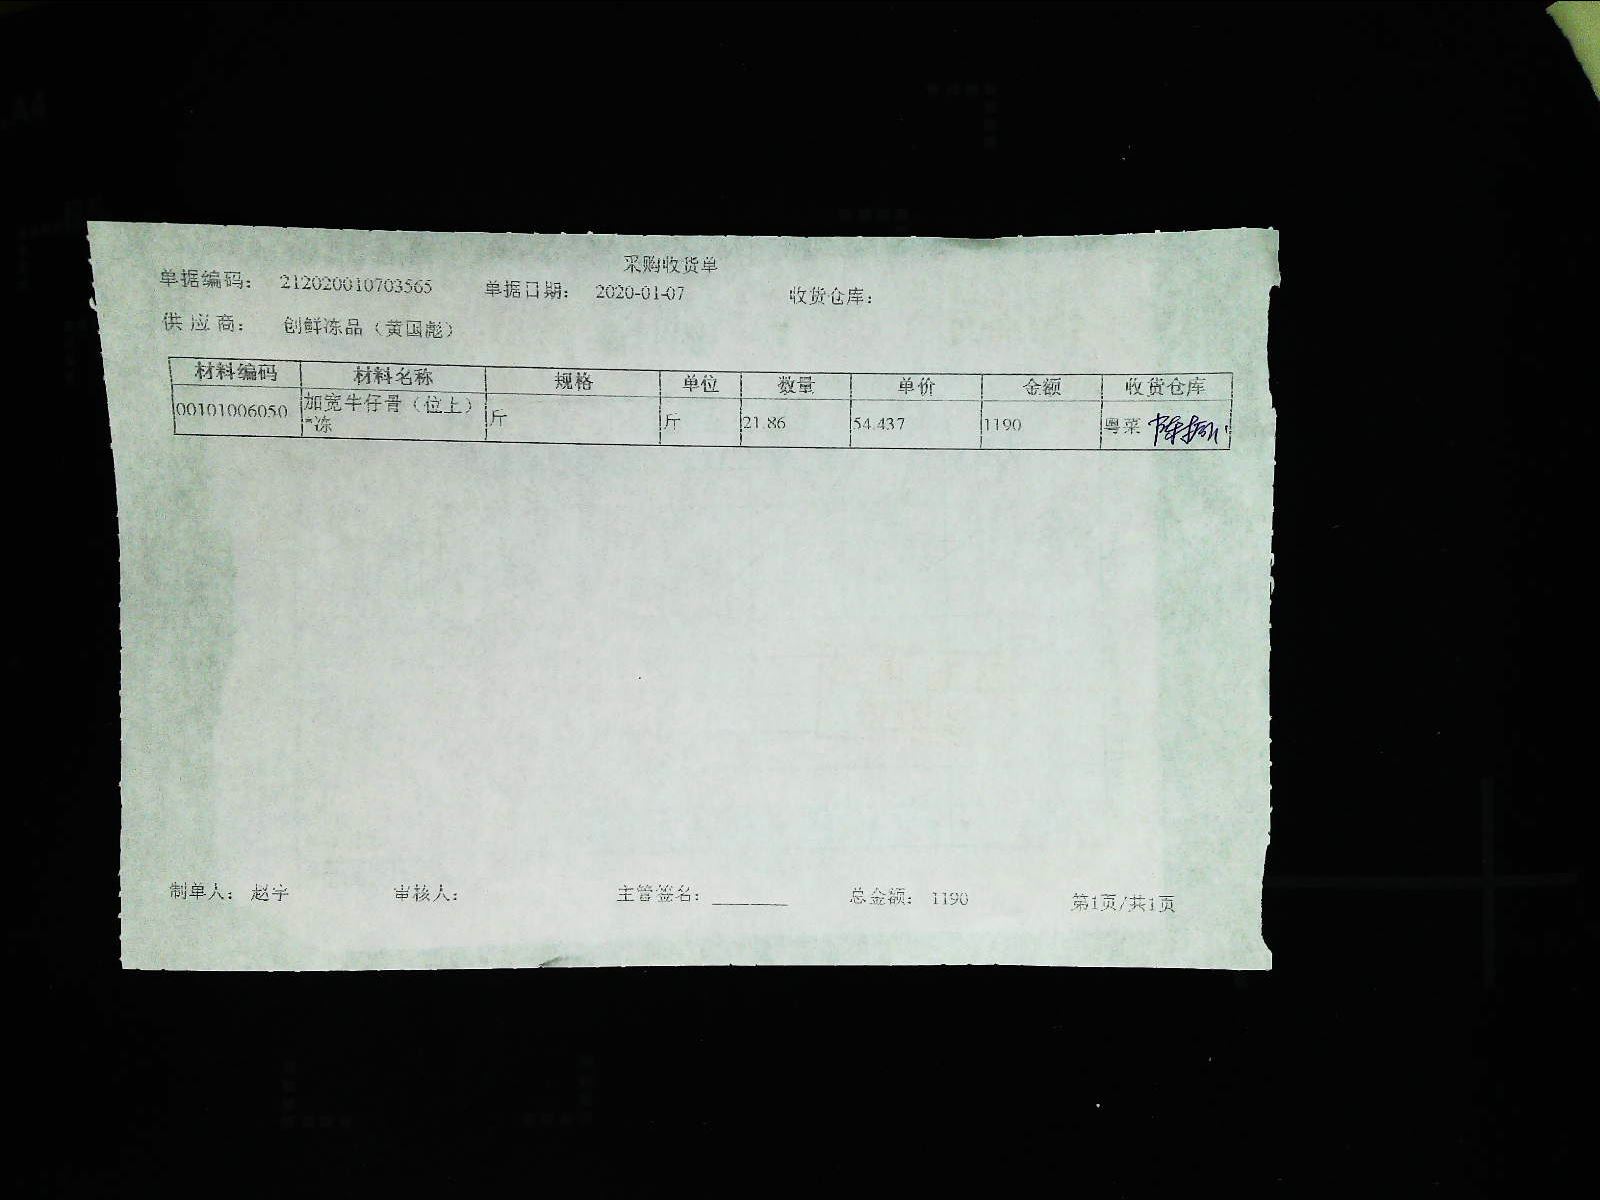 采购收货单
单据编码： 212020010703565 单据日期： 2020-01-07 收货仓库：
供应商： 创鲜冻品（黄国彪）
材料编码 材料名称 规格 单位 数量 单价 金额 收货仓库
00101006050 加宽牛仔骨（位上）-冻 斤 斤 21.86 54.437 1190 粤菜
制单人： 赵宇 审核人： 主管签名： 总金额： 1190 第1页/共1页